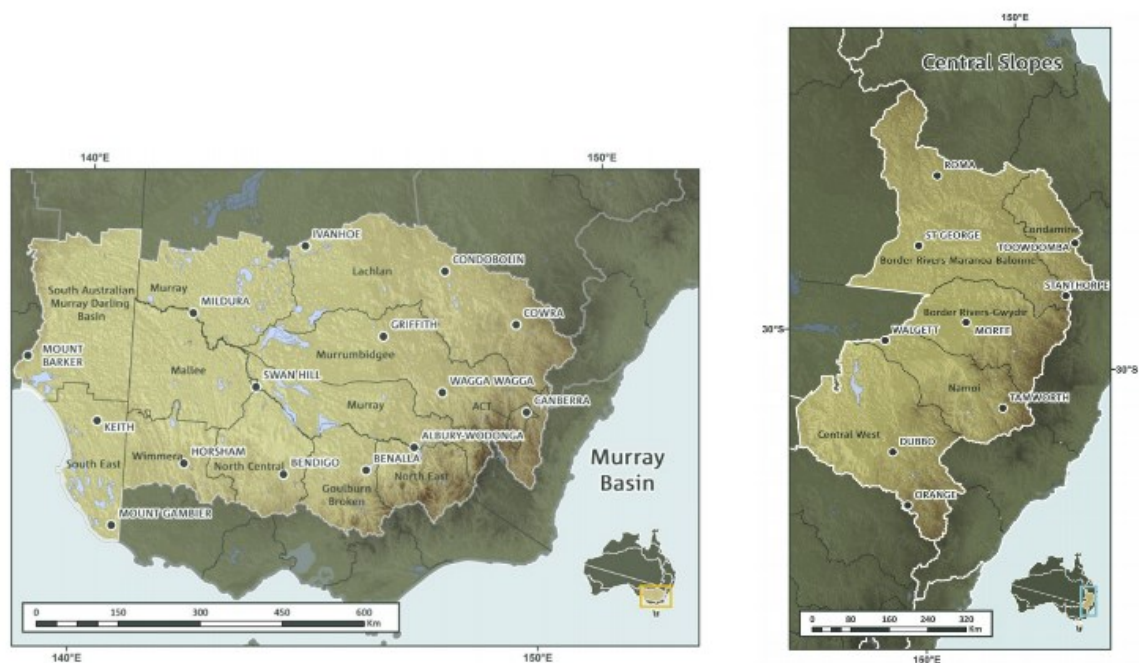 140°E
150°E
IVANHOE
CONDOBOLIN
Lachlan
South Australian
Murray Darling
Basin
Murray
MILDURA
COWRA
GRIFFITH
MOUNT
BARKER
Murrumbidgee
Mallee
SWAN HILL
WAGGA WAGGA
Murray
ACT
CANBERRA
KEITH
ALBURY-WODONGA
HORSHAM
Wimmera
North Central
BENDIGO
BENALLA
South East
Goulburn
Broken
North East
MOUNT GAMBIER
Murray
Basin
0 150 300 450 600
Km
140°E
150°E
150°E
Central Slopes
ROMA
Condamine
ST GEORGE
TOOWOOMBA
Border Rivers Maranoa Balonne
STANTHORPE
Border Rivers-Gwydir
30°S
WALGETT
MOREE
30°S
Namoi
TAMWORTH
Central West
DUBBO
ORANGE
0 80 160 240 320
Km
150°E